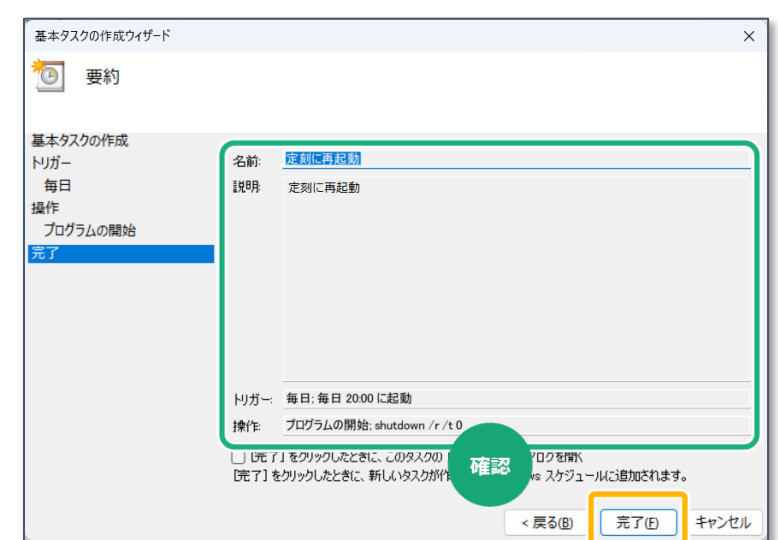 基本タスクの作成ウィザード
要約
基本タスクの作成
トリガー
毎日
操作
プログラムの開始
完了
名前: 定刻に再起動
説明: 定刻に再起動
トリガー: 毎日; 毎日 20:00 に起動
操作: プログラムの開始; shutdown /r /t 0
[完了] をクリックしたときに、このタスクの
を開く
確認
[完了] をクリックしたときに、新しいタスクが
スケジュールに追加されます。
< 戻る(B)
完了(F)
キャンセル